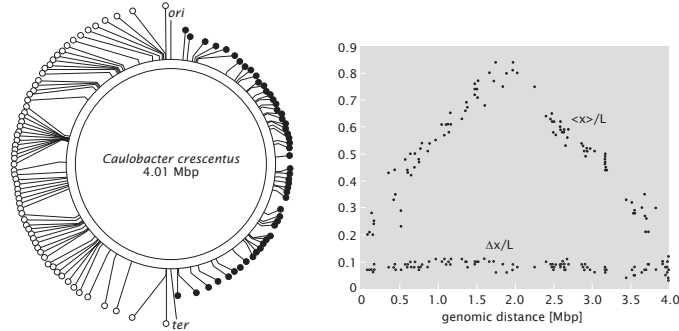 ori
Caulobacter crescentus
4.01 Mbp
ter
0.9
0.8
0.7
0.6
0.5
0.4
0.3
0.2
0.1
0
<x>/L
Δx/L
0 0.5 1.0 1.5 2.0 2.5 3.0 3.5 4.0
genomic distance [Mbp]